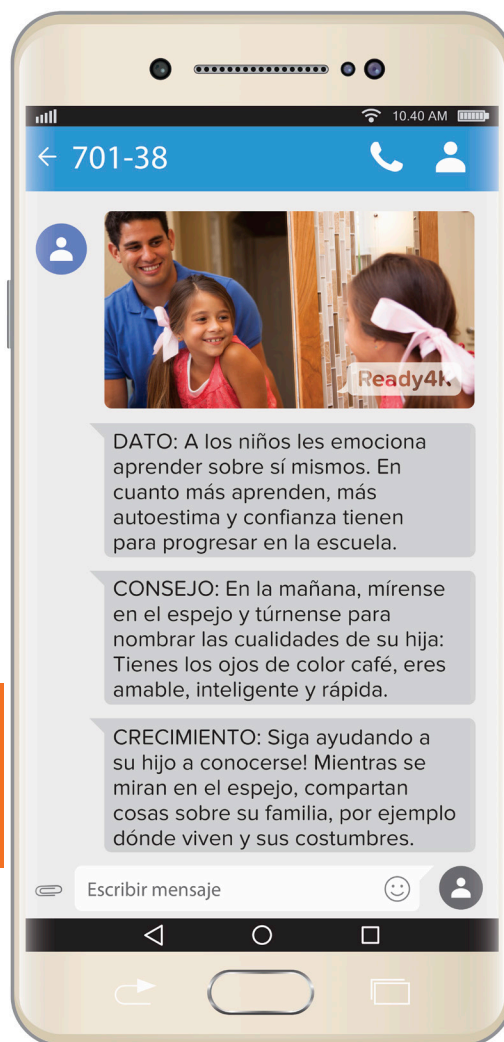 10.40 AM
701-38
Ready4K
DATO: A los niños les emociona
aprender sobre sí mismos. En
cuanto más aprenden, más
autoestima y confianza tienen
para progresar en la escuela.
CONSEJO: En la mañana, mírense
en el espejo y túrnense para
nombrar las cualidades de su hija:
Tienes los ojos de color café, eres
amable, inteligente y rápida.
CRECIMIENTO: Siga ayudando a
su hijo a conocerse! Mientras se
miran en el espejo, compartan
cosas sobre su familia, por ejemplo
dónde viven y sus costumbres.
Escribir mensaje